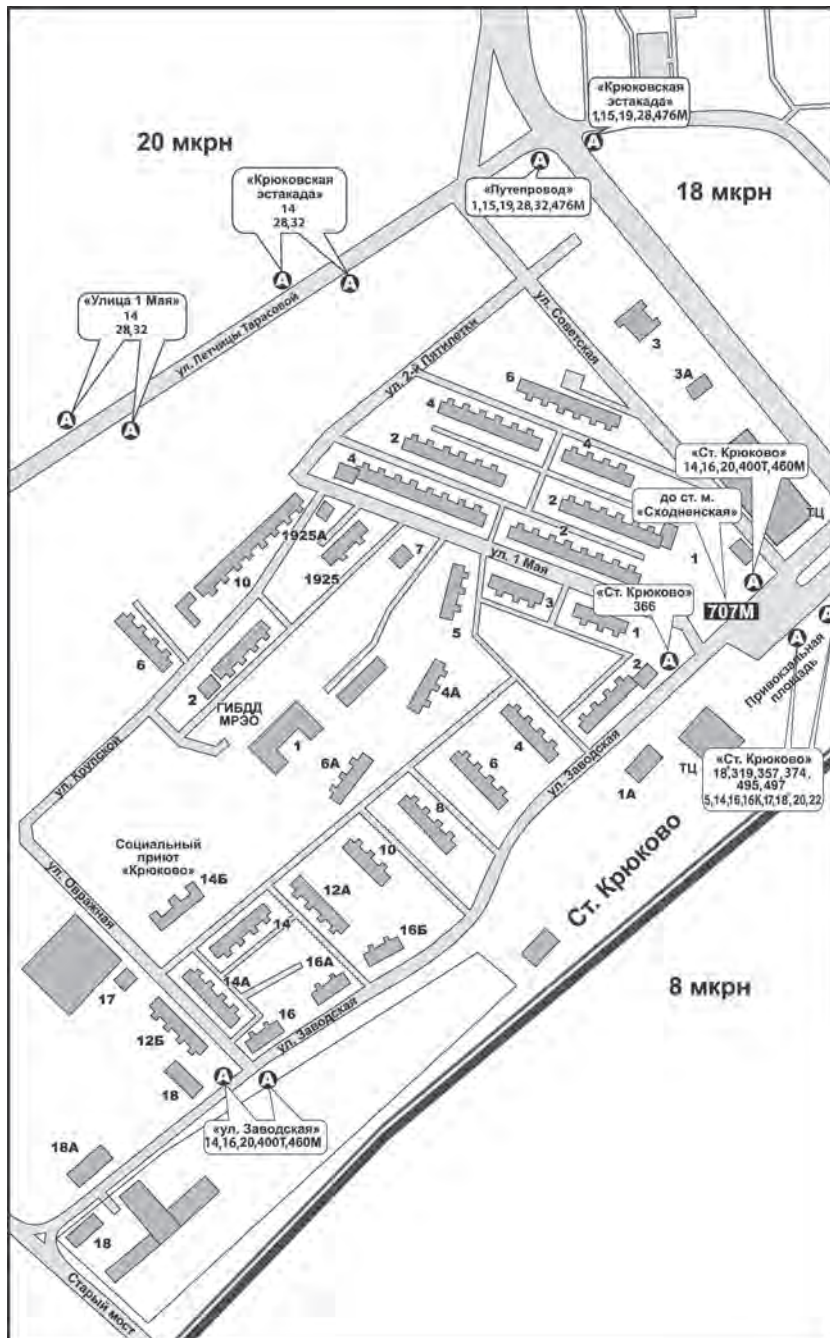 «Крюковская
эстакада»
1,15,19,28,476М
20 мкрн
«Крюковская
эстакада»
14
28,32
«Путепровод»
1,15,19,28,32,476М
18 мкрн
«Улица 1 Мая»
14
28,32
ул. Летчицы Тарасовой
ул. 2-й Пятилетк
ул. Советская
3
3А
6
4
2
4
4
2
2
«Ст. Крюково»
14,16,20,400Т,460М
до ст. м.
«Сходненская»
ТЦ
1
707М
ул. 1 Мая
1925А
1925
10
7
5
3
1
«Ст. Крюково»
366
2
Привокзальная
площадь
6
2
ГИБДД
МРЭО
1
4А
6А
4
6
8
ул. Заводская
1А
ТЦ
«Ст. Крюково»
18,319,357,374,
495,497
5,14,16,16К,17,18, 20,22
ул. Крупской
Социальный
приют
«Крюково»
14Б
10
12А
14
16Б
16А
14А
16
Ст. Крюково
8 мкрн
ул. Овражная
17
12Б
18
ул. Заводская
«ул. Заводская»
14,16,20,400Т,460М
18А
18
Старый мост
А
А
А
А
А
А
А
А
А
А
А
А